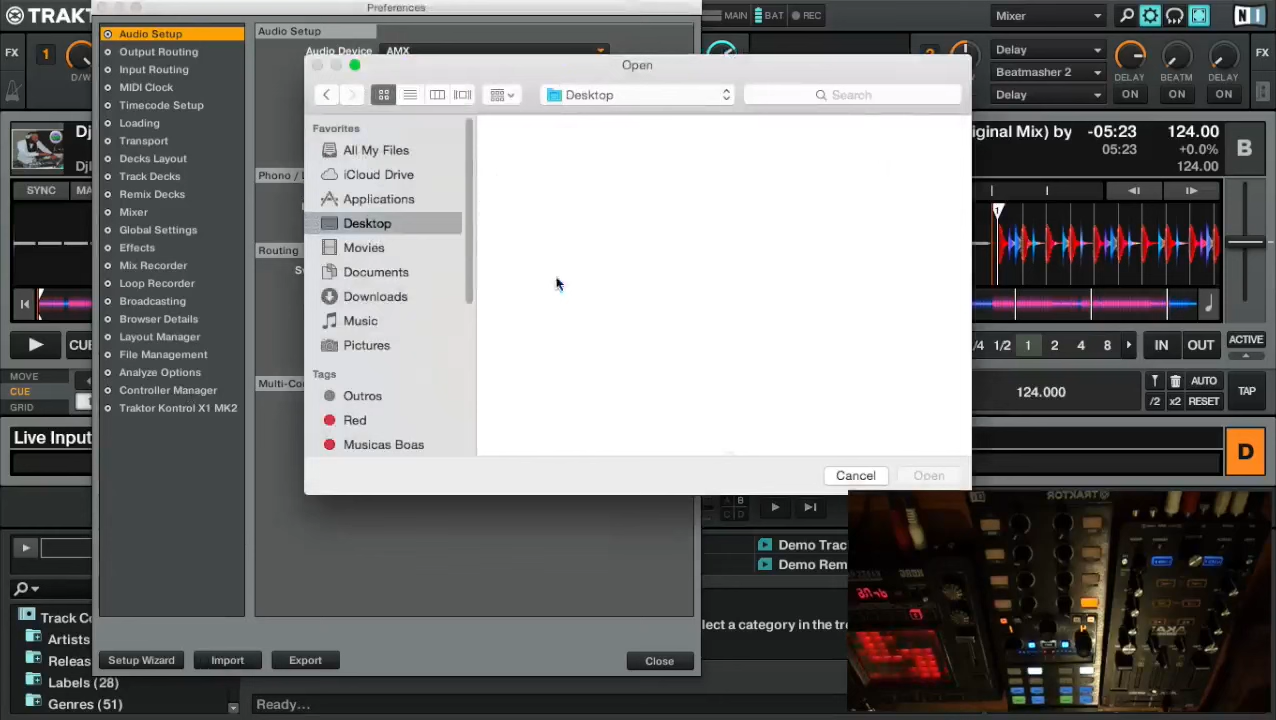 TRAKTOR
Preferences
MAIN
BAT
REC
Mixer
NI
FX
1
D/W
Audio Setup
Output Routing
Input Routing
MIDI Clock
Timecode Setup
Loading
Transport
Decks Layout
Track Decks
Remix Decks
Mixer
Global Settings
Effects
Mix Recorder
Loop Recorder
Broadcasting
Browser Details
Layout Manager
File Management
Analyze Options
Controller Manager
Traktor Kontrol X1 MK2
Audio Setup
Audio Device
AMX
Phono / L
Routing
Multi-Co
Open
Desktop
Search
Favorites
All My Files
iCloud Drive
Applications
Desktop
Movies
Documents
Downloads
Music
Pictures
Tags
Outros
Red
Musicas Boas
Cancel
Open
Delay
Beatmasher 2
Delay
DELAY
BEATM
DELAY
ON
ON
ON
FX
iginal Mix) by
-05:23
124.00
05:23
+0.0%
124.00
B
SYNC
MA
1
CUE
/4
1/2
1
2
4
8
IN
OUT
ACTIVE
MOVE
CUE
GRID
124.000
AUTO
/2
x2
RESET
TAP
Live Input
D
A
B
C
D
Demo Trac
Demo Rem
Track Co
Artists
Releas
Labels (28)
Genres (51)
lect a category in the tre
Setup Wizard
Import
Export
Close
Ready...
TRAKTOR
AKAI